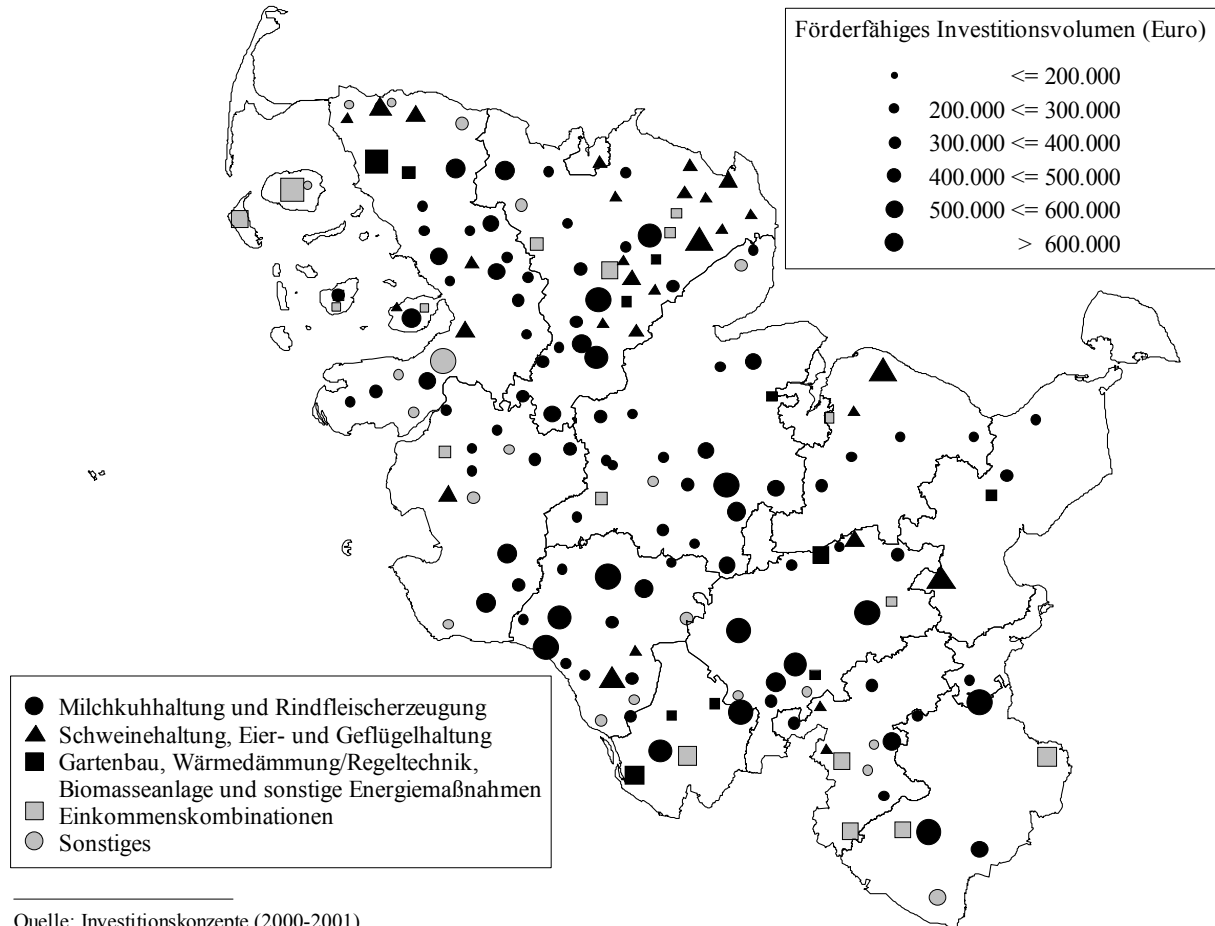 Förderfähiges Investitionsvolumen (Euro)
<= 200.000
200.000 <= 300.000
300.000 <= 400.000
400.000 <= 500.000
500.000 <= 600.000
> 600.000
Milchkuhhaltung und Rindfleischerzeugung
Schweinehaltung, Eier- und Geflügelhaltung
Gartenbau, Wärmedämmung/Regeltechnik,
Biomasseanlage und sonstige Energiemaßnahmen
Einkommenskombinationen
Sonstiges
Quelle: Investitionskonzepte (2000-2001)